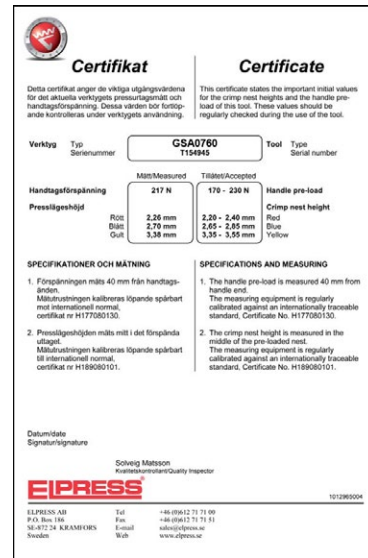 Certifikat
Certificate
Detta certifikat anger de viktiga utgångsvärdena
för det aktuella verktygets pressurtagsmått och
handtagsförspänning. Dessa värden bör fortlöp-
ande kontrolleras under verktygets användning.
This certificate states the important initial values
for the crimp nest heights and the handle pre-
load of this tool. These values should be
regularly checked during the use of the tool.
Verktyg Typ GSA0760 Tool Type
Serienummer T154945 Serial number
Mätt/Measured Tillåtet/Accepted
Handtagsförspänning 217 N 170 - 230 N Handle pre-load
Presslägeshöjd Crimp nest height
Rött 2,26 mm 2,20 - 2,40 mm Red
Blått 2,70 mm 2,65 - 2,85 mm Blue
Gult 3,38 mm 3,35 - 3,55 mm Yellow
SPECIFIKATIONER OCH MÄTNING
1. Förspänningen mäts 40 mm från handtags-
änden.
Mätutrustningen kalibreras löpande spårbart
mot internationell normal,
certifikat nr H177080130.
2. Presslägeshöjden mäts mitt i det förspända
uttaget.
Mätutrustningen kalibreras löpande spårbart
till internationell normal,
certifikat nr H189080101.
SPECIFICATIONS AND MEASURING
1. The handle pre-load is measured 40 mm from
handle end.
The measuring equipment is regularly
calibrated against an internationally traceable
standard, Certificate No. H177080130.
2. The crimp nest height is measured in the
middle of the pre-loaded nest.
The measuring equipment is regularly
calibrated against an internationally traceable
standard, Certificate No. H189080101.
Datum/date
Signatur/signature
Solveig Matsson
Kvalitetskontrollant/Quality Inspector
ELPRESS®
1012965004
ELPRESS AB Tel +46 (0)612 71 71 00
P.O. Box 186 Fax +46 (0)612 71 71 51
SE-872 24 KRAMFORS E-mail sales@elpress.se
Sweden Web www.elpress.se